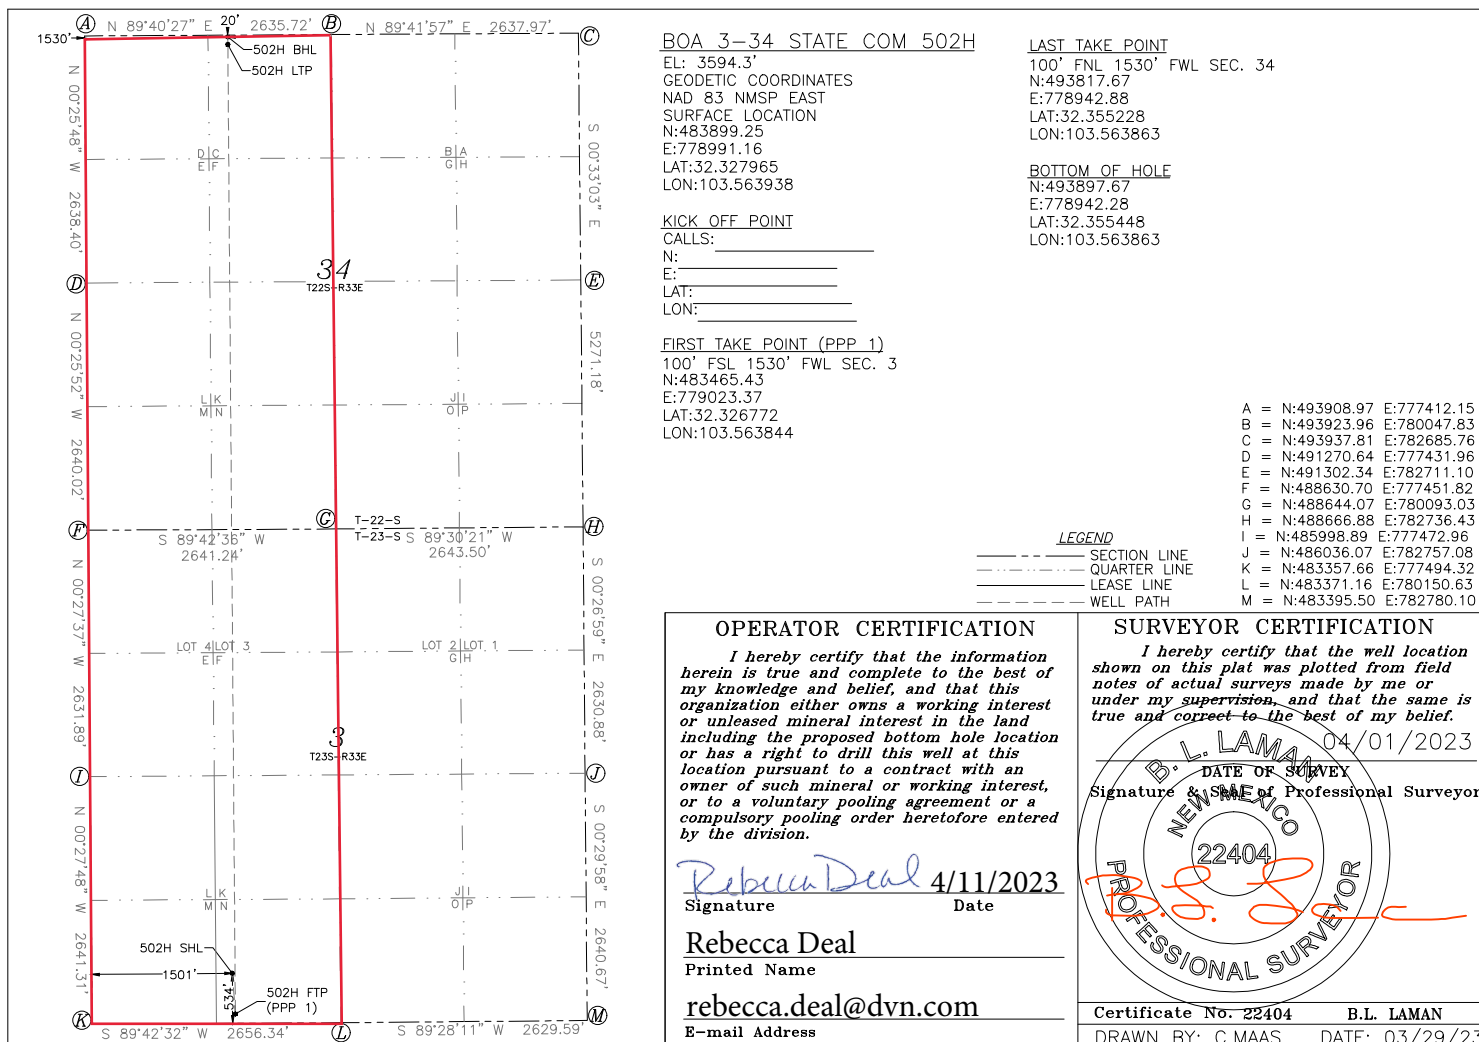 A N 89°40'27" E 2635.72' 20' B N 89°41'57" E 2637.97' C
1530'
502H BHL
502H LTP
N 00°25'48" W 2638.40'
S 00°33'03" E 5271.18'
D C
E F
B A
G H
34
T22S-R33E
D
E
N 00°25'52" W 2640.02'
L K
M N
J I
O P
F
G
H
T-22-S
T-23-S
S 89°42'36" W
2641.24'
S 89°30'21" W
2643.50'
N 00°27'37" W 2631.89'
S 00°26'59" E 2630.88'
LOT 4 LOT 3
E F
LOT 2 LOT 1
G H
3
T23S-R33E
I
J
N 00°27'48" W 2641.31'
S 00°29'58" E 2640.67'
L K
M N
J I
O P
502H SHL
1501'
534'
502H FTP
(PPP 1)
K
L
M
S 89°42'32" W 2656.34'
S 89°28'11" W 2629.59'
BOA 3-34 STATE COM 502H
EL: 3594.3'
GEODETIC COORDINATES
NAD 83 NMSP EAST
SURFACE LOCATION
N:483899.25
E:778991.16
LAT:32.327965
LON:103.563938
KICK OFF POINT
CALLS:
N:
E:
LAT:
LON:
FIRST TAKE POINT (PPP 1)
100' FSL 1530' FWL SEC. 3
N:483465.43
E:779023.37
LAT:32.326772
LON:103.563844
LAST TAKE POINT
100' FNL 1530' FWL SEC. 34
N:493817.67
E:778942.88
LAT:32.355228
LON:103.563863
BOTTOM OF HOLE
N:493897.67
E:778942.28
LAT:32.355448
LON:103.563863
A = N:493908.97 E:777412.15
B = N:493923.96 E:780047.83
C = N:493937.81 E:782685.76
D = N:491270.64 E:777431.96
E = N:491302.34 E:782711.10
F = N:488630.70 E:777451.82
G = N:488644.07 E:780093.03
H = N:488666.88 E:782736.43
I = N:485998.89 E:777472.96
J = N:486036.07 E:782757.08
K = N:483357.66 E:777494.32
L = N:483371.16 E:780150.63
M = N:483395.50 E:782780.10
LEGEND
SECTION LINE
QUARTER LINE
LEASE LINE
WELL PATH
OPERATOR CERTIFICATION
I hereby certify that the information
herein is true and complete to the best of
my knowledge and belief, and that this
organization either owns a working interest
or unleased mineral interest in the land
including the proposed bottom hole location
or has a right to drill this well at this
location pursuant to a contract with an
owner of such mineral or working interest,
or to a voluntary pooling agreement or a
compulsory pooling order heretofore entered
by the division.
Rebecca Deal 4/11/2023
Signature Date
Rebecca Deal
Printed Name
rebecca.deal@dvn.com
E-mail Address
SURVEYOR CERTIFICATION
I hereby certify that the well location
shown on this plat was plotted from field
notes of actual surveys made by me or
under my supervision, and that the same is
true and correct to the best of my belief.
04/01/2023
DATE OF SURVEY
Signature & Seal of Professional Surveyor
B. L. LAMAN
NEW MEXICO
22404
PROFESSIONAL SURVEYOR
Certificate No. 22404 B.L. LAMAN
DRAWN BY: C.MAAS DATE: 03/29/23